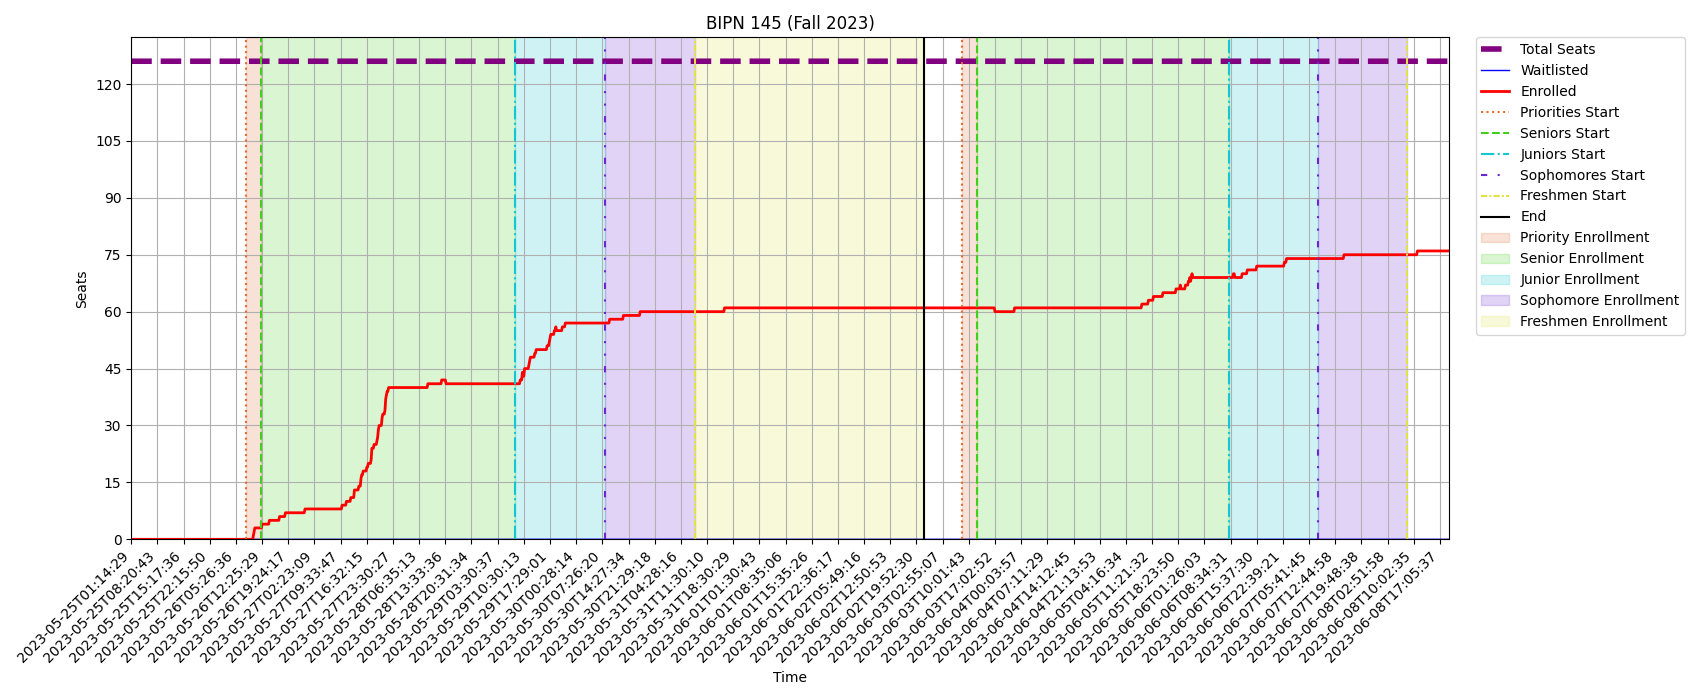 BIPN 145 (Fall 2023)
Seats
120
105
90
75
60
45
30
15
0
2023-05-25T01:14:29
2023-05-25T08:20:43
2023-05-25T15:17:36
2023-05-25T22:15:50
2023-05-26T05:26:36
2023-05-26T12:25:29
2023-05-26T19:24:17
2023-05-27T02:23:09
2023-05-27T09:33:47
2023-05-27T16:32:15
2023-05-27T23:30:27
2023-05-28T06:35:13
2023-05-28T13:33:36
2023-05-28T20:31:34
2023-05-29T03:30:37
2023-05-29T10:30:13
2023-05-29T17:29:01
2023-05-30T00:28:14
2023-05-30T07:26:20
2023-05-30T14:27:34
2023-05-30T21:29:18
2023-05-31T04:28:16
2023-05-31T11:30:10
2023-05-31T18:30:29
2023-06-01T01:30:43
2023-06-01T08:35:06
2023-06-01T15:35:26
2023-06-01T22:36:17
2023-06-02T05:49:16
2023-06-02T12:50:53
2023-06-02T19:52:30
2023-06-03T02:55:07
2023-06-03T10:01:43
2023-06-03T17:02:52
2023-06-04T00:03:57
2023-06-04T07:11:29
2023-06-04T14:12:45
2023-06-04T21:13:53
2023-06-05T04:16:34
2023-06-05T11:21:32
2023-06-05T18:23:50
2023-06-06T01:26:03
2023-06-06T08:34:31
2023-06-06T15:37:30
2023-06-06T22:39:21
2023-06-07T05:41:45
2023-06-07T12:44:58
2023-06-07T19:48:38
2023-06-08T02:51:58
2023-06-08T10:02:35
2023-06-08T17:05:37
Time
Total Seats
Waitlisted
Enrolled
Priorities Start
Seniors Start
Juniors Start
Sophomores Start
Freshmen Start
End
Priority Enrollment
Senior Enrollment
Junior Enrollment
Sophomore Enrollment
Freshmen Enrollment